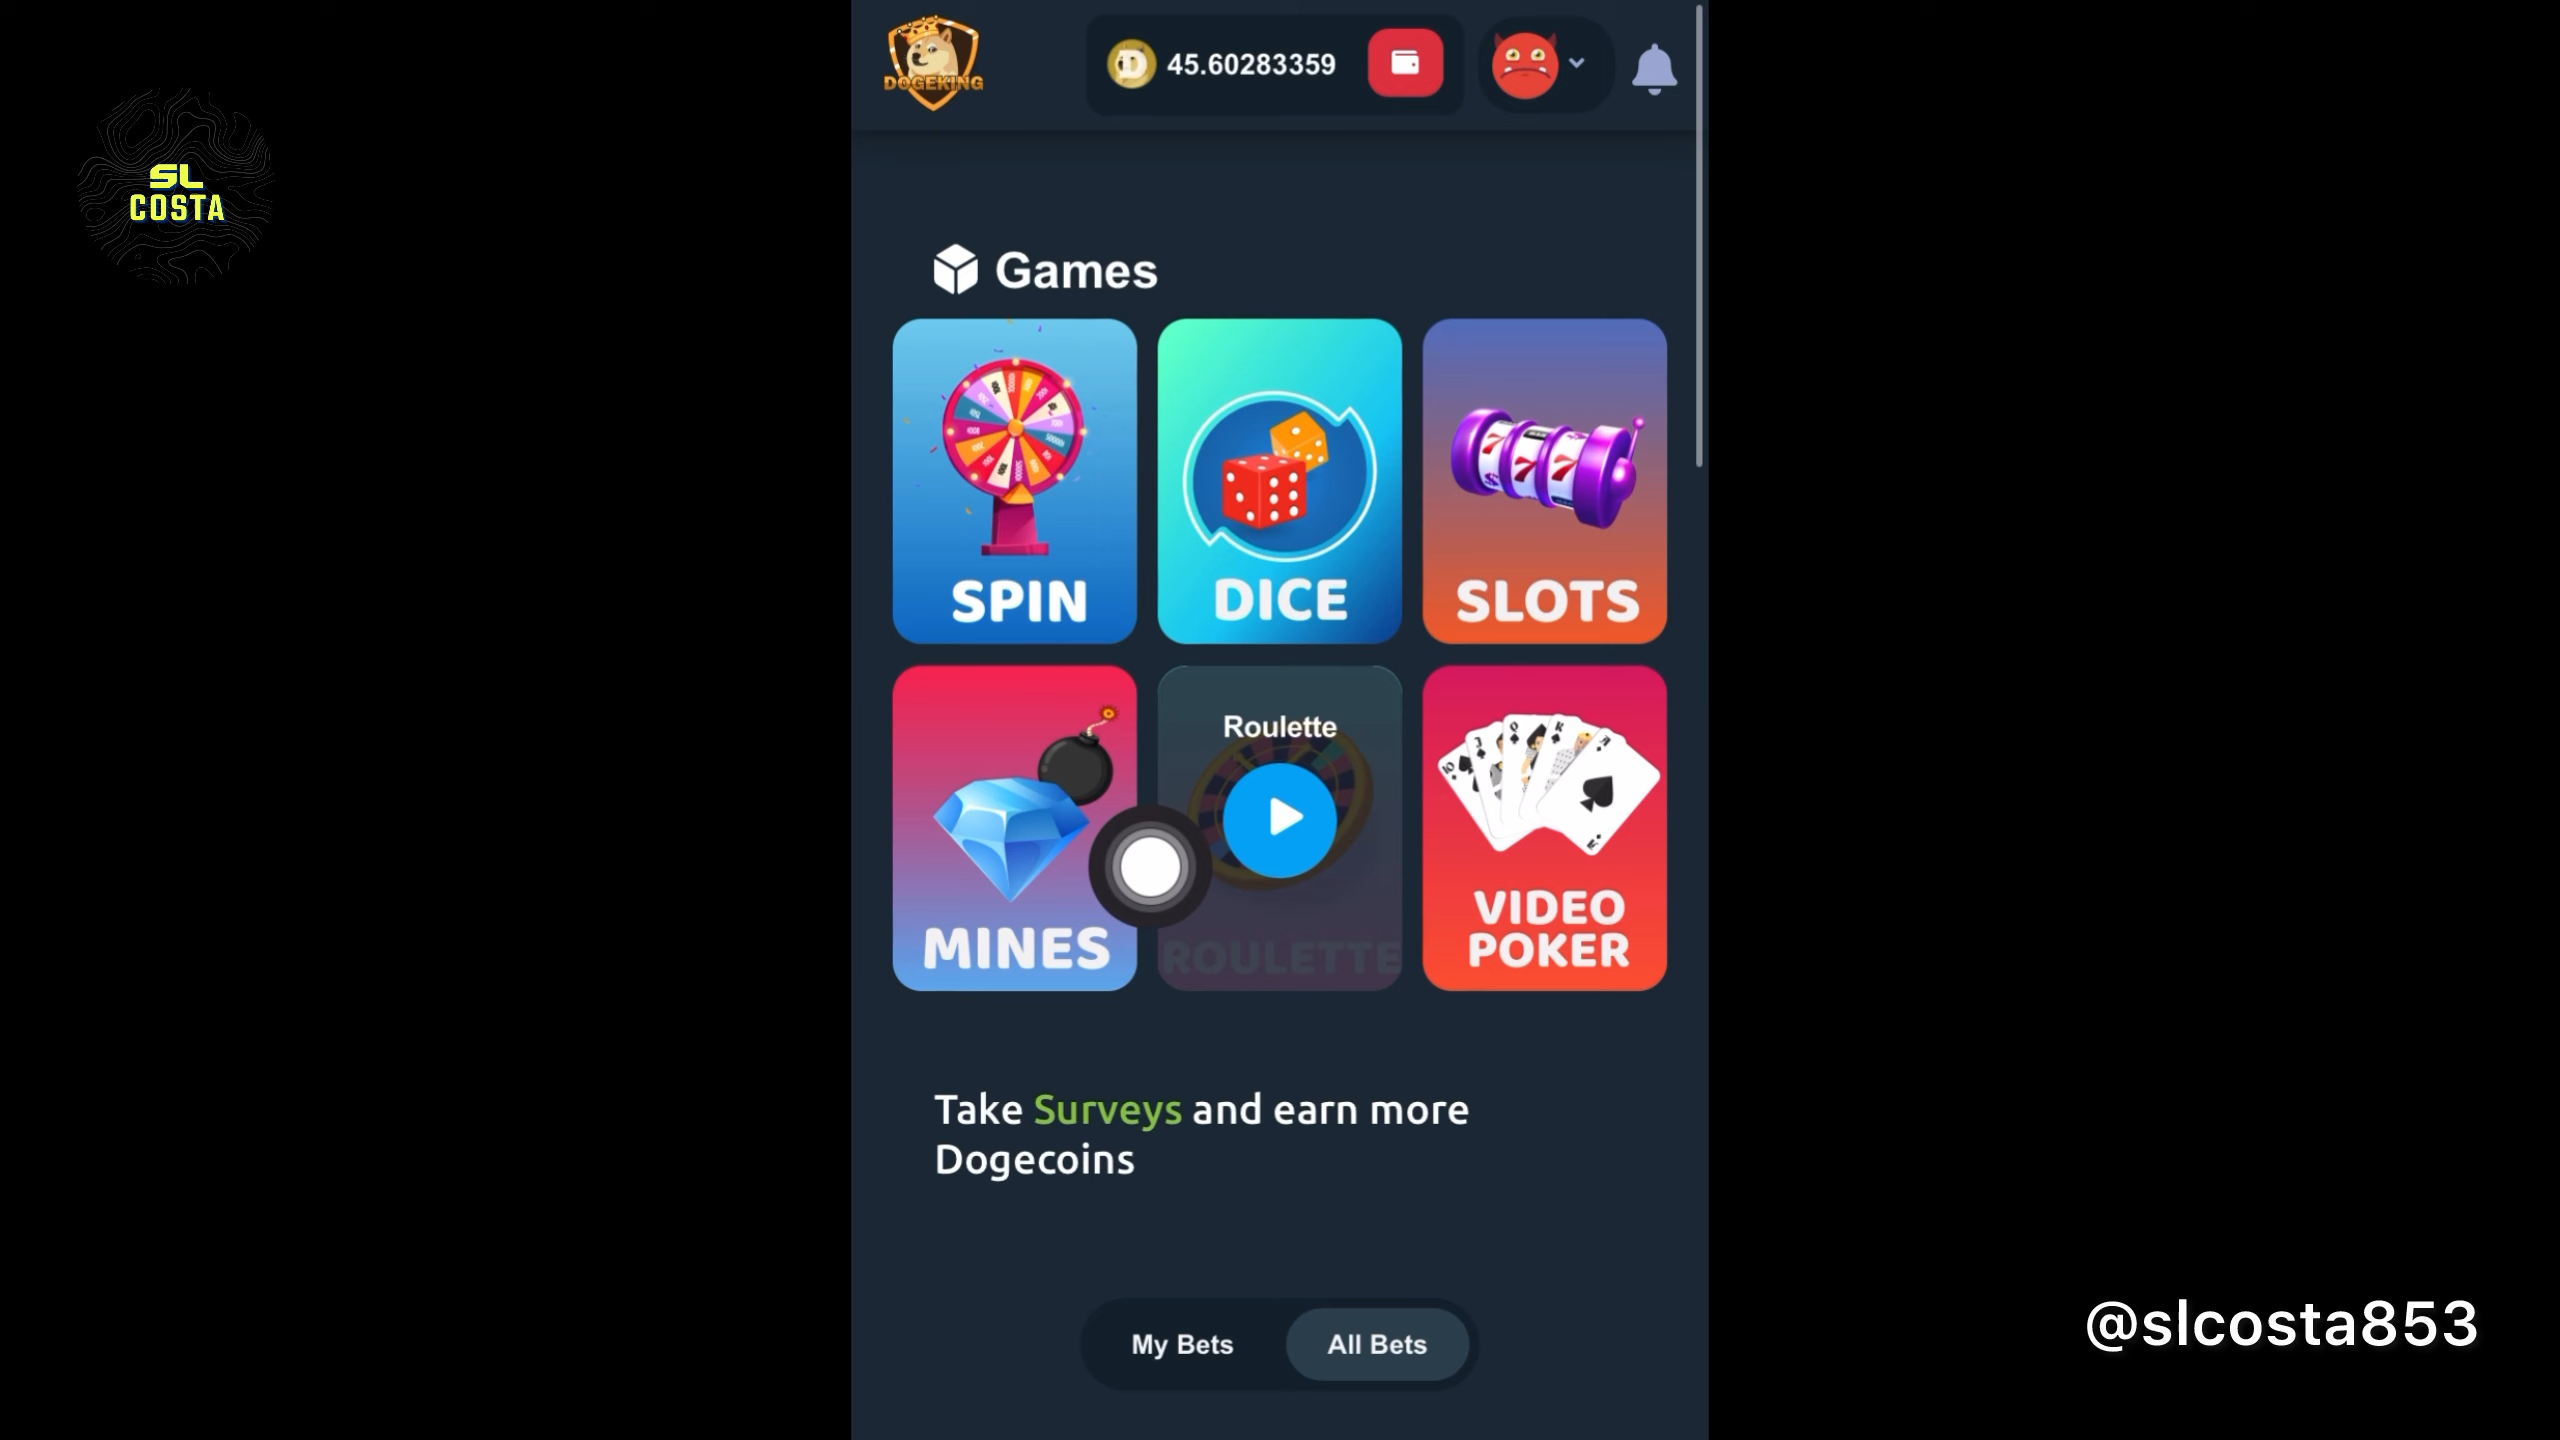 SL
COSTA
DOGEKING
45.60283359
Games
SPIN
DICE
SLOTS
MINES
Roulette
ROULETTE
VIDEO
POKER
Take Surveys and earn more
Dogecoins
My Bets
All Bets
@slcosta853